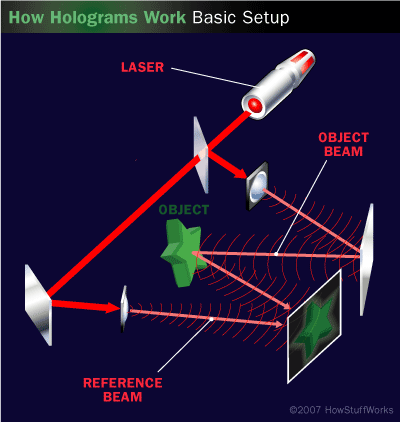 How Holograms Work Basic Setup
LASER
OBJECT
BEAM
OBJECT
REFERENCE
BEAM
©2007 HowStuffWorks